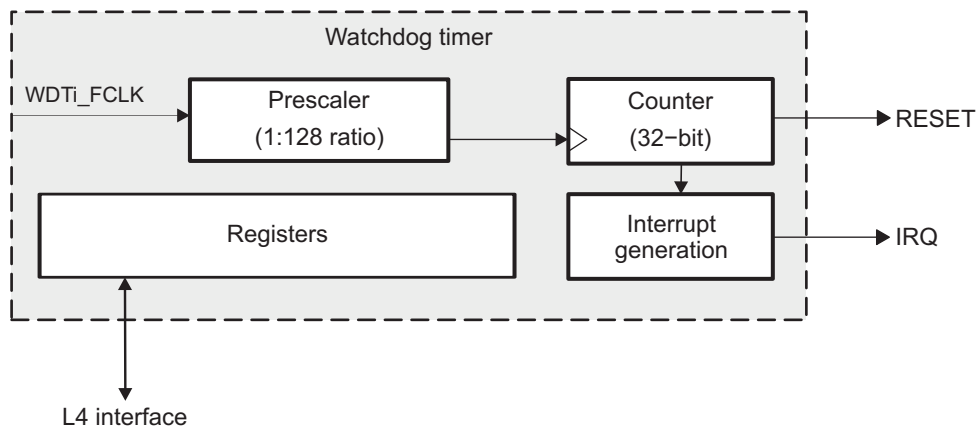 Watchdog timer
WDTi_FCLK
Prescaler
(1:128 ratio)
Counter
(32−bit)
RESET
Registers
Interrupt
generation
IRQ
L4 interface